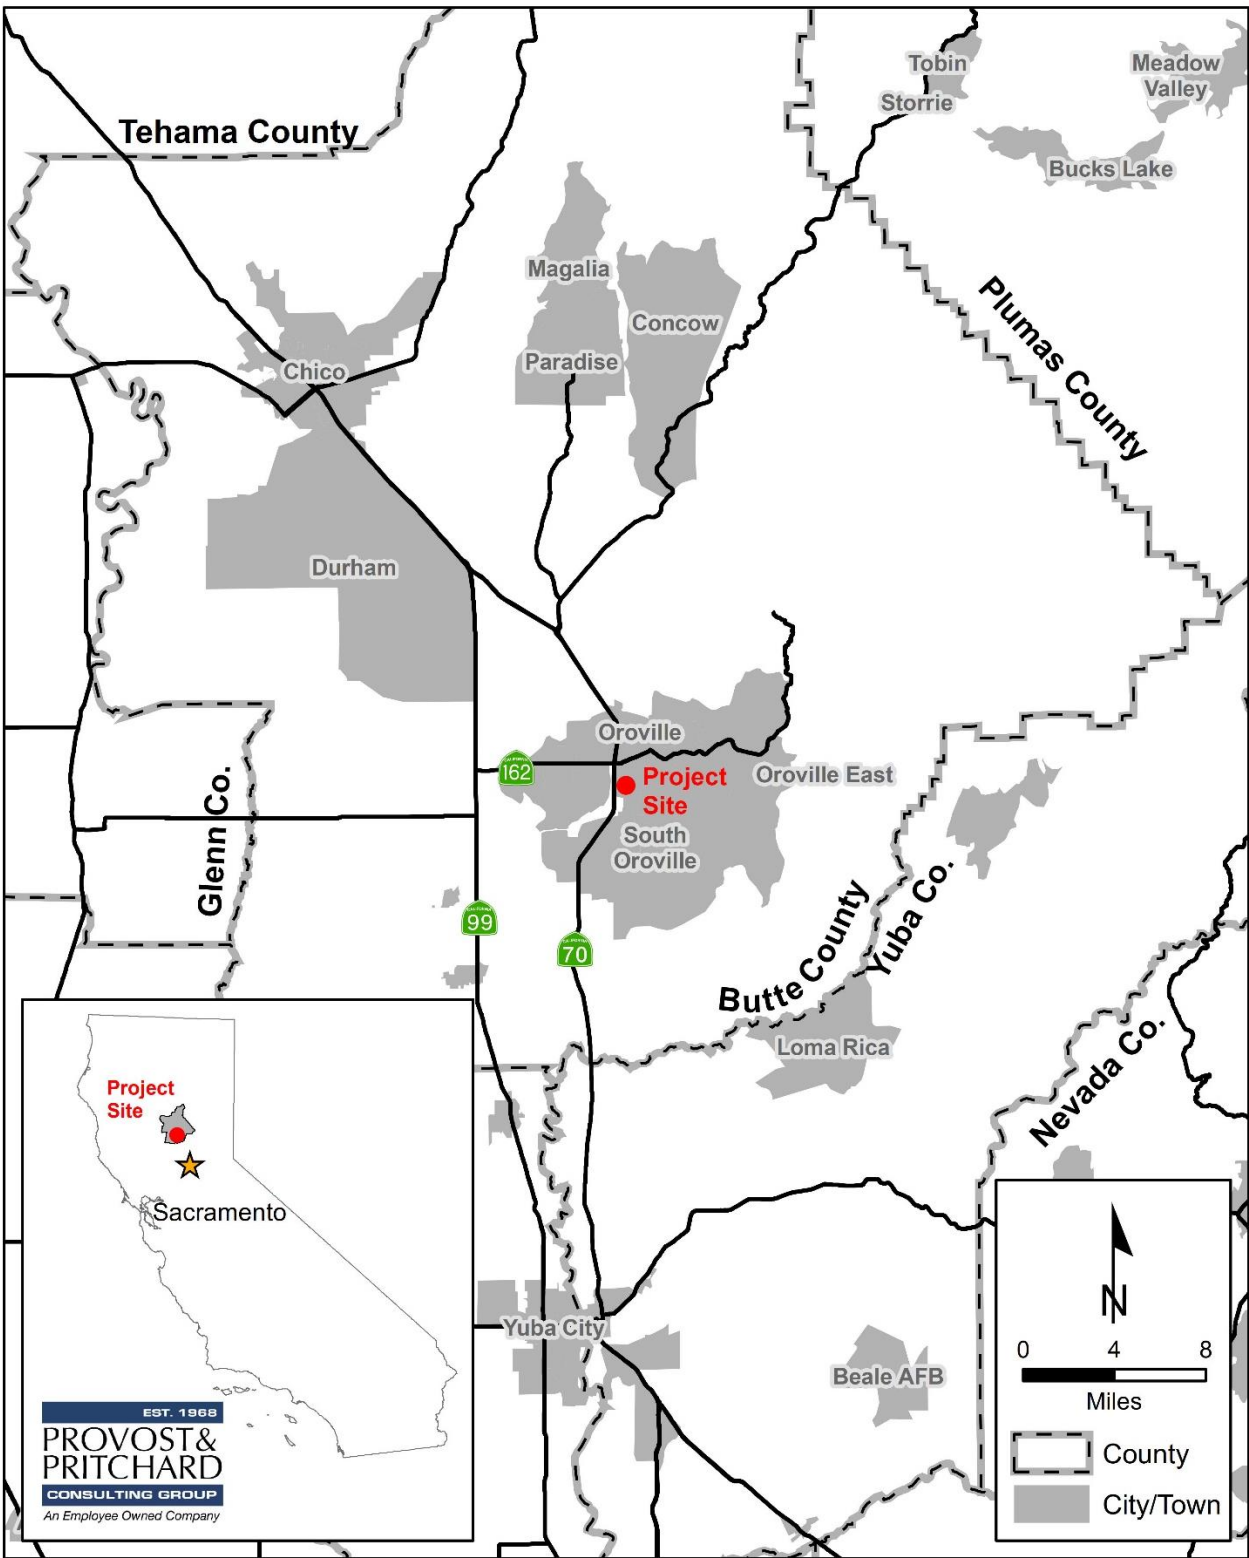 Tobin
Storrie
Meadow
Valley
Tehama County
Bucks Lake
Magalia
Concow
Plumas County
Paradise
Chico
Durham
Oroville
162
Project
Site
Oroville East
South
Oroville
Glenn Co.
99
70
Butte County
Yuba Co.
Loma Rica
Nevada Co.
Project
Site
Sacramento
Yuba City
Beale AFB
N
0 4 8
Miles
County
City/Town
EST. 1968
PROVOST&
PRITCHARD
CONSULTING GROUP
An Employee Owned Company